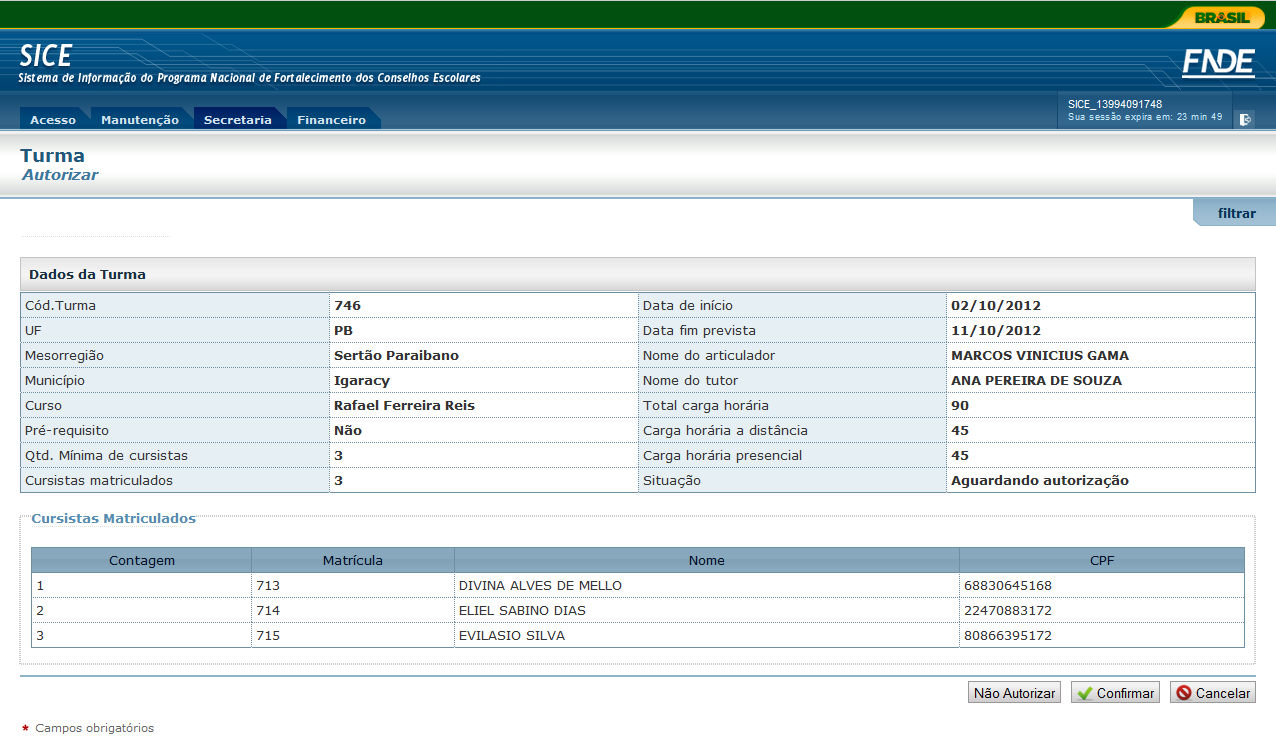 BRASIL
SICE
Sistema de Informação do Programa Nacional de Fortalecimento dos Conselhos Escolares
FNDE
Acesso Manutenção Secretaria Financeiro
SICE_13994091748
Sua sessão expira em: 23 min 49
Turma
Autorizar
filtrar
Dados da Turma
Cód.Turma 746 Data de início 02/10/2012
UF PB Data fim prevista 11/10/2012
Mesorregião Sertão Paraibano Nome do articulador MARCOS VINICIUS GAMA
Município Igaracy Nome do tutor ANA PEREIRA DE SOUZA
Curso Rafael Ferreira Reis Total carga horária 90
Pré-requisito Não Carga horária a distância 45
Qtd. Mínima de cursistas 3 Carga horária presencial 45
Cursistas matriculados 3 Situação Aguardando autorização
Cursistas Matriculados
Contagem Matrícula Nome CPF
1 713 DIVINA ALVES DE MELLO 68830645168
2 714 ELIEL SABINO DIAS 22470883172
3 715 EVILASIO SILVA 80866395172
Não Autorizar Confirmar Cancelar
* Campos obrigatórios